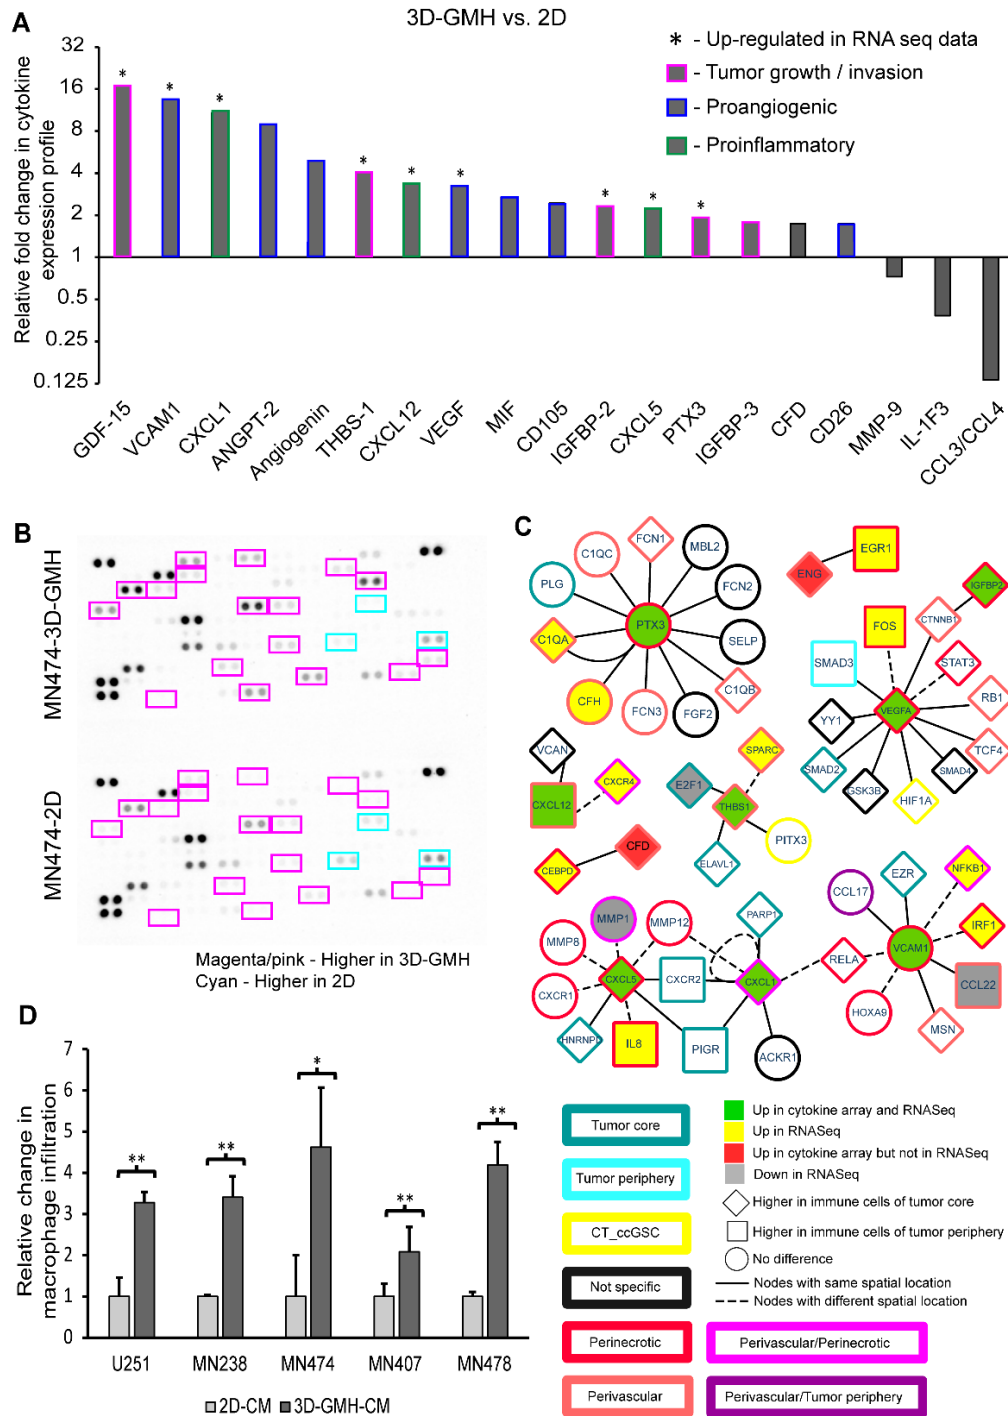 3D-GMH vs. 2D
A
Relative fold change in cytokine
expression profile
32
16
8
4
2
1
0.5
0.25
0.125
* - Up-regulated in RNA seq data
- Tumor growth / invasion
- Proangiogenic
- Proinflammatory
* * * * * * * * *
GDF-15
VCAM1
CXCL1
ANGPT-2
Angiogenin
THBS-1
CXCL12
VEGF
MIF
CD105
IGFBP-2
CXCL5
PTX3
IGFBP-3
CFD
CD26
MMP-9
IL-1F3
CCL3/CCL4
B
MN474-3D-GMH
MN474-2D
Magenta/pink - Higher in 3D-GMH
Cyan - Higher in 2D
C
FCN1
C1QC
MBL2
PLG
FCN2
PTX3
C1QA
SELP
CFH
C1QB
FCN3
FGF2
EGR1
ENG
IGFBP2
FOS
CTNNB1
SMAD3
STAT3
VEGFA
RB1
YY1
TCF4
SMAD2
SMAD4
GSK3B
HIF1A
VCAN
CXCR4
CXCL12
SPARC
E2F1
THBS1
PITX3
ELAVL1
CFD
CEBPD
MMP1
MMP12
PARP1
MMP8
CXCL5
CXCR2
CXCL1
CXCR1
IL8
PIGR
ACKR1
CCL17
EZR
NFKB1
IRF1
RELA
VCAM1
CCL22
HOXA9
MSN
Tumor core
Tumor periphery
CT_ccGSC
Not specific
Perinecrotic
Perivascular
Perivascular/Perinecrotic
Perivascular/Tumor periphery
Up in cytokine array and RNASeq
Up in RNASeq
Up in cytokine array but not in RNASeq
Down in RNASeq
Higher in immune cells of tumor core
Higher in immune cells of tumor periphery
No difference
Nodes with same spatial location
Nodes with different spatial location
D
Relative change in
macrophage infiltration
7
6
5
4
3
2
1
0
**
**
*
**
**
U251
MN238
MN474
MN407
MN478
2D-CM
3D-GMH-CM